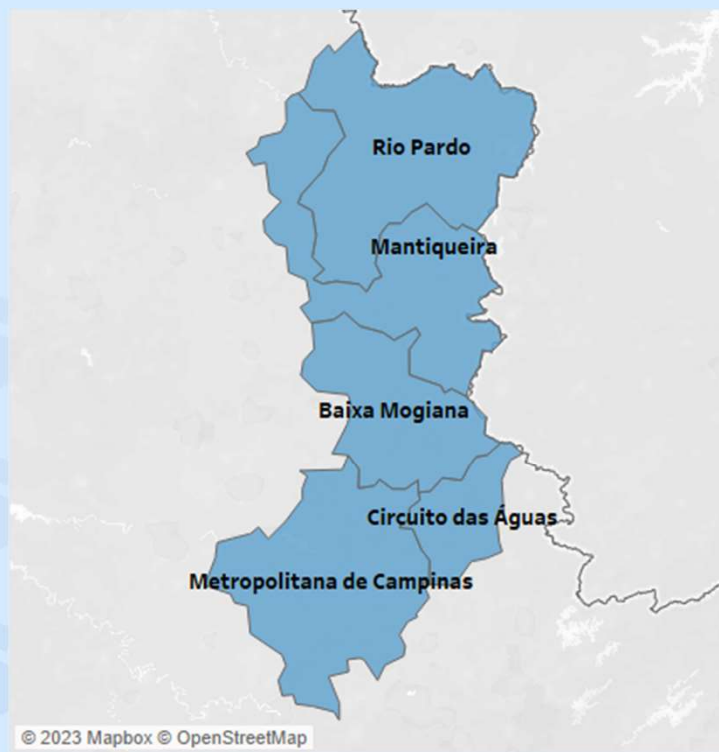 Rio Pardo
Mantiqueira
Baixa Mogiana
Circuito das Águas
Metropolitana de Campinas
© 2023 Mapbox © OpenStreetMap